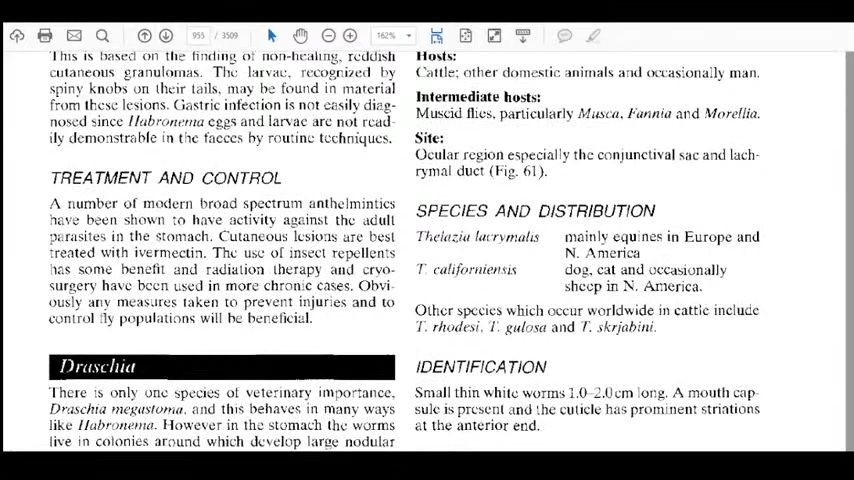 955 / 3509
162%
This is based on the finding of non-healing, reddish
cutaneous granulomas. The larvae, recognized by
spiny knobs on their tails, may be found in material
from these lesions. Gastric infection is not easily diag-
nosed since Habronema eggs and larvae are not read-
ily demonstrable in the faeces by routine techniques.
TREATMENT AND CONTROL
A number of modern broad spectrum anthelmintics
have been shown to have activity against the adult
parasites in the stomach. Cutaneous lesions are best
treated with ivermectin. The use of insect repellents
has some benefit and radiation therapy and cryo-
surgery have been used in more chronic cases. Obvi-
ously any measures taken to prevent injuries and to
control fly populations will be beneficial.
Draschia
There is only one species of veterinary importance,
Draschia megastoma, and this behaves in many ways
like Habronema. However in the stomach the worms
live in colonies around which develop large nodular
Hosts:
Cattle; other domestic animals and occasionally man.
Intermediate hosts:
Muscid flies, particularly Musca, Fannia and Morellia.
Site:
Ocular region especially the conjunctival sac and lach-
rymal duct (Fig. 61).
SPECIES AND DISTRIBUTION
Thelazia lacrymalis mainly equines in Europe and
N. America
T. californiensis dog, cat and occasionally
sheep in N. America.
Other species which occur worldwide in cattle include
T. rhodesi, T. gulosa and T. skrjabini.
IDENTIFICATION
Small thin white worms 1.0–2.0 cm long. A mouth cap-
sule is present and the cuticle has prominent striations
at the anterior end.